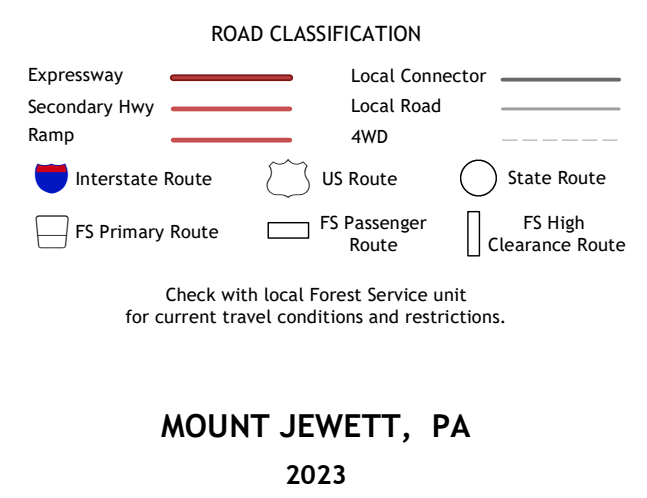 ROAD CLASSIFICATION
Expressway
Local Connector
Secondary Hwy
Local Road
Ramp
4WD
Interstate Route
US Route
State Route
FS Primary Route
FS Passenger
Route
FS High
Clearance Route
Check with local Forest Service unit
for current travel conditions and restrictions.
MOUNT JEWETT, PA
2023